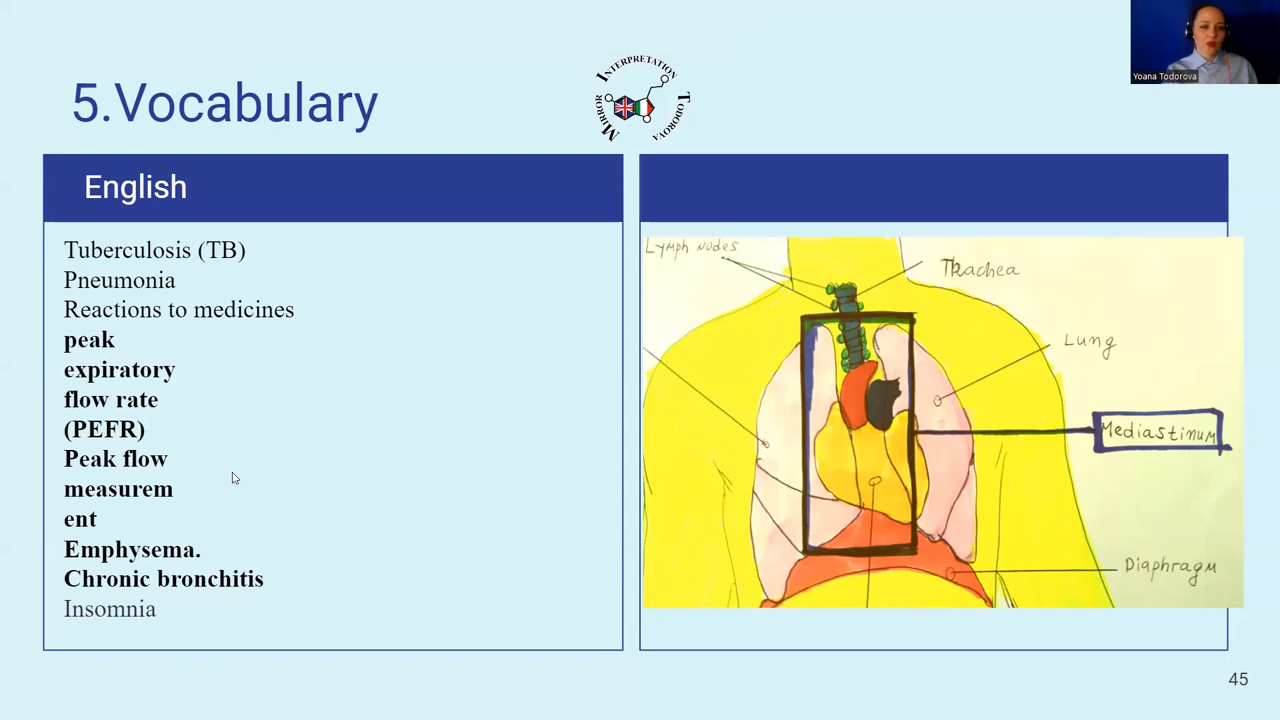 Yoana Todorova
5.Vocabulary
INTERPRETATION
MIRROR
TODOROVA
English
Tuberculosis (TB)
Pneumonia
Reactions to medicines
peak
expiratory
flow rate
(PEFR)
Peak flow
measurem
ent
Emphysema.
Chronic bronchitis
Insomnia
Lymph nodes
Trachea
Lung
Mediastinum
Diaphragm
45